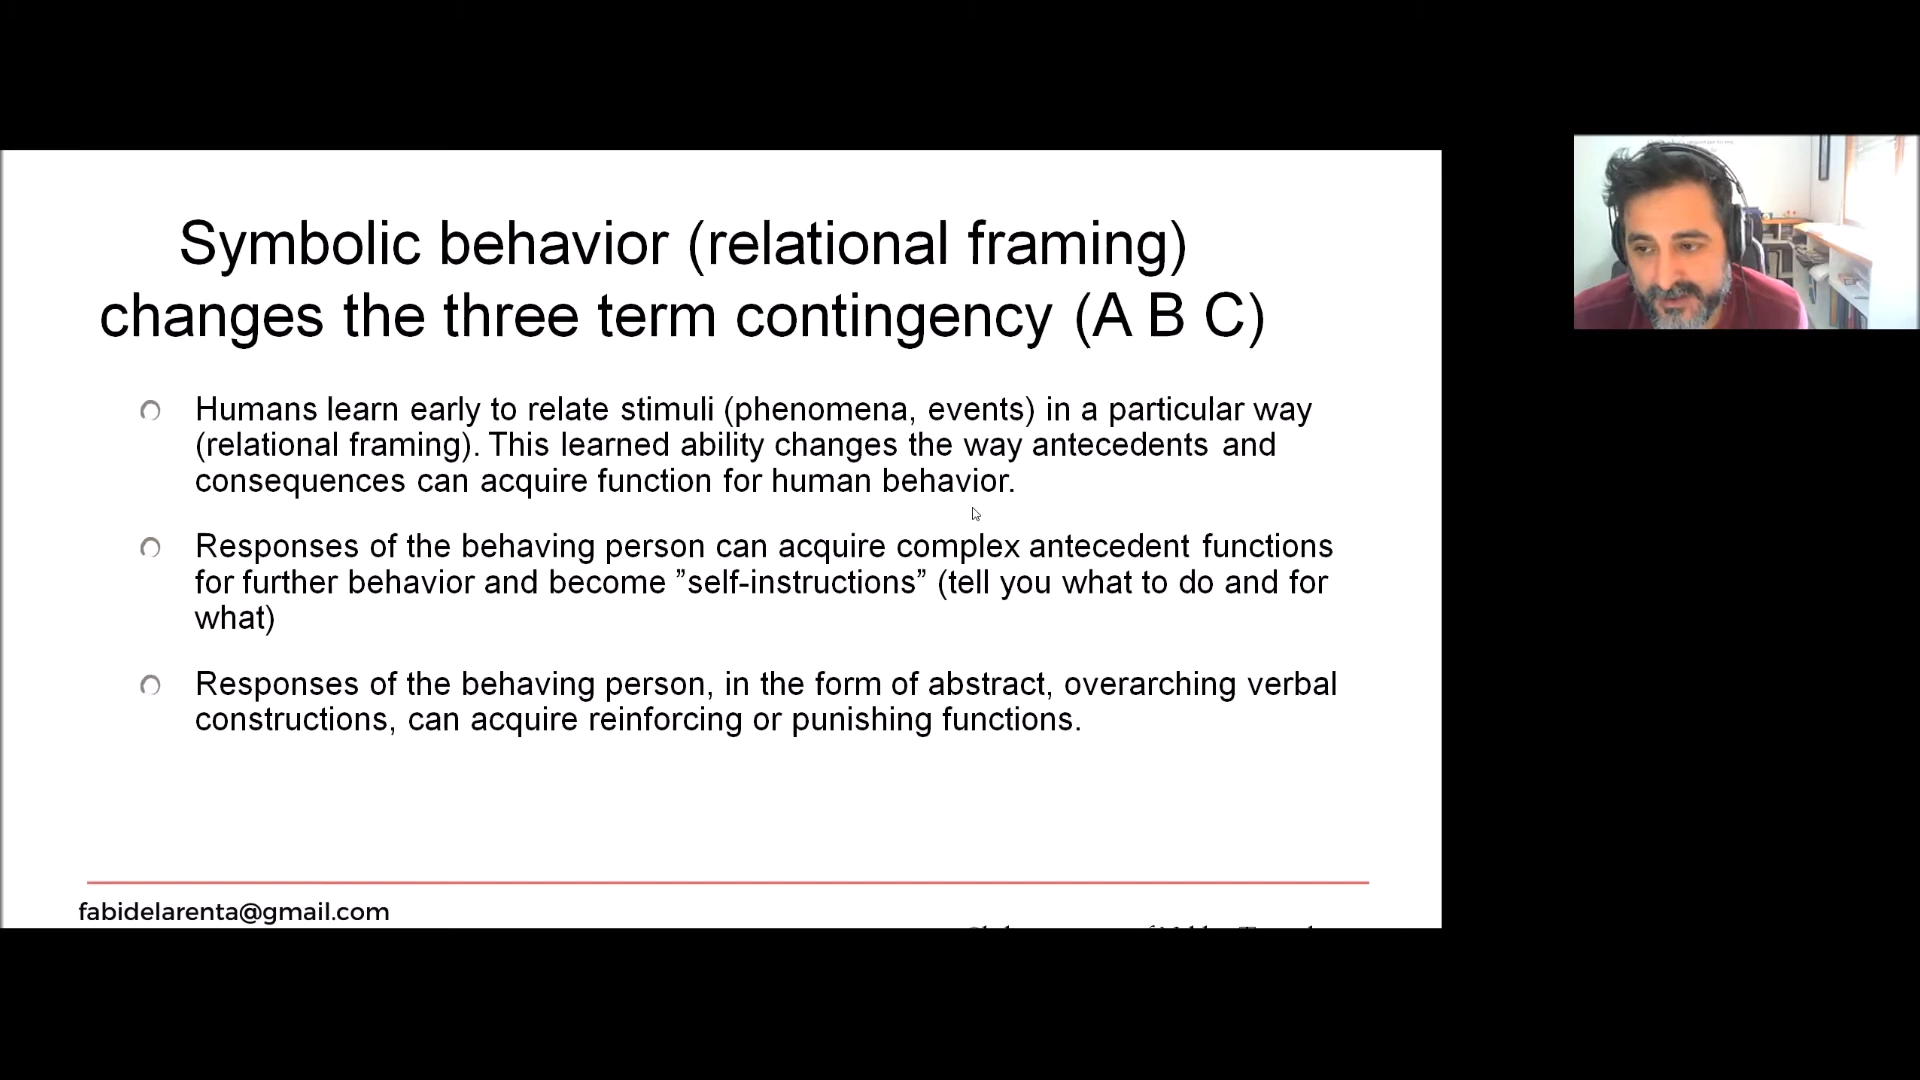 Symbolic behavior (relational framing)
changes the three term contingency (A B C)
Humans learn early to relate stimuli (phenomena, events) in a particular way
(relational framing). This learned ability changes the way antecedents and
consequences can acquire function for human behavior.
Responses of the behaving person can acquire complex antecedent functions
for further behavior and become ”self-instructions” (tell you what to do and for
what)
Responses of the behaving person, in the form of abstract, overarching verbal
constructions, can acquire reinforcing or punishing functions.
fabidelarenta@gmail.com